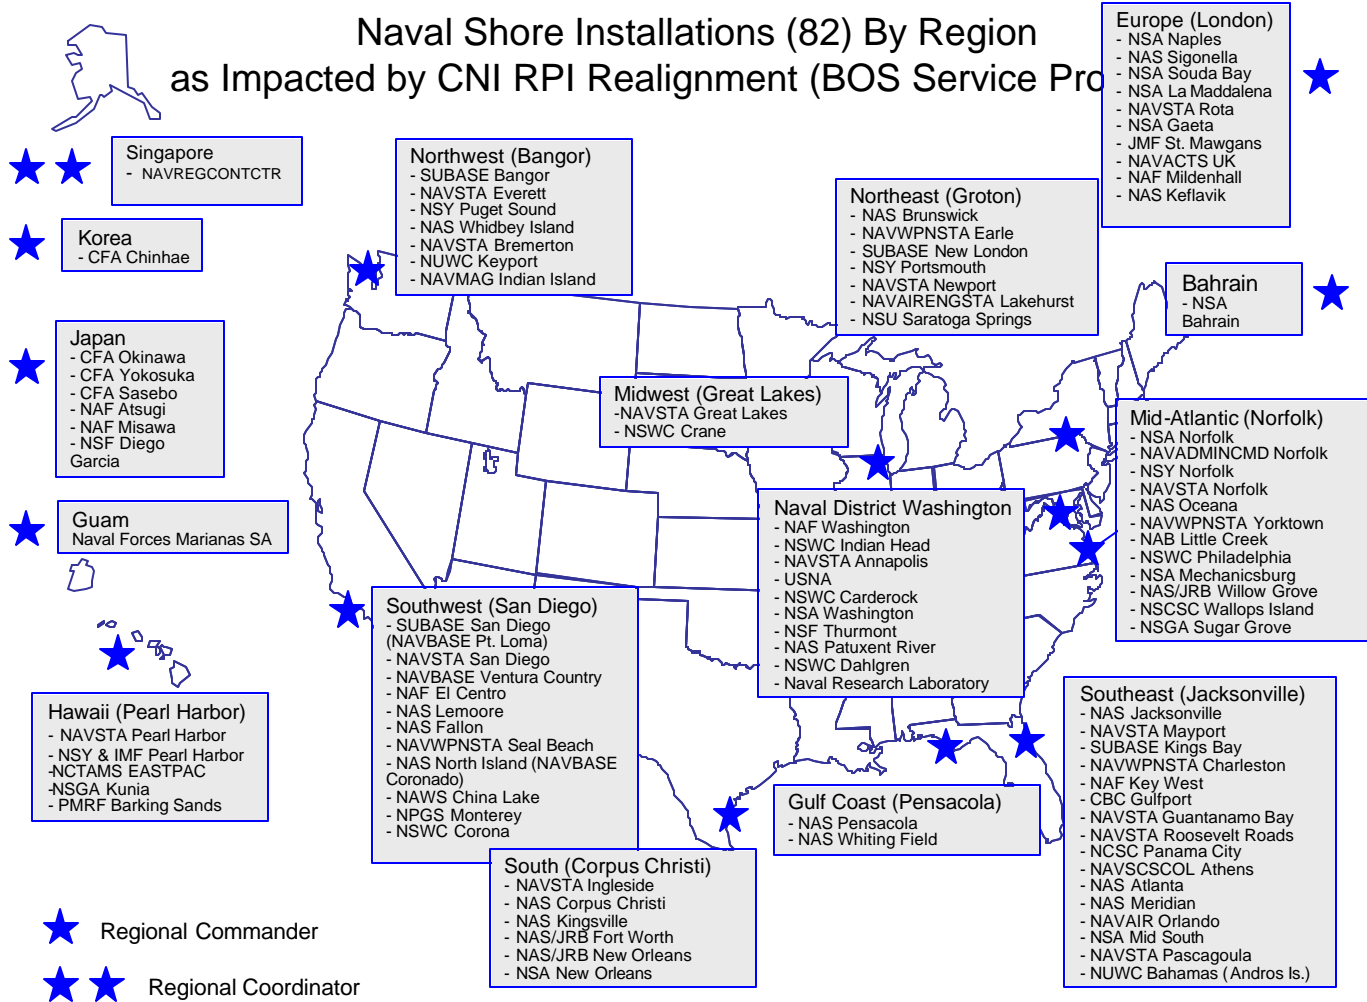 Naval Shore Installations (82) By Region
as Impacted by CNI RPI Realignment (BOS Service Pro
Europe (London)
- NSA Naples
- NAS Sigonella
- NSA Souda Bay
- NSA La Maddalena
- NAVSTA Rota
- NSA Gaeta
- JMF St. Mawgans
- NAVACTS UK
- NAF Mildenhall
- NAS Keflavik
Singapore
- NAVREGCONTCTR
Korea
- CFA Chinhae
Northwest (Bangor)
- SUBASE Bangor
- NAVSTA Everett
- NSY Puget Sound
- NAS Whidbey Island
- NAVSTA Bremerton
- NUWC Keyport
- NAVMAG Indian Island
Northeast (Groton)
- NAS Brunswick
- NAVWPNSTA Earle
- SUBASE New London
- NSY Portsmouth
- NAVSTA Newport
- NAVAIRENGSTA Lakehurst
- NSU Saratoga Springs
Bahrain
- NSA
Bahrain
Japan
- CFA Okinawa
- CFA Yokosuka
- CFA Sasebo
- NAF Atsugi
- NAF Misawa
- NSF Diego
Garcia
Midwest (Great Lakes)
-NAVSTA Great Lakes
- NSWC Crane
Mid-Atlantic (Norfolk)
- NSA Norfolk
- NAVADMINCMD Norfolk
- NSY Norfolk
- NAVSTA Norfolk
- NAS Oceana
- NAVWPNSTA Yorktown
- NAB Little Creek
- NSWC Philadelphia
- NSA Mechanicsburg
- NAS/JRB Willow Grove
- NSCSC Wallops Island
- NSGA Sugar Grove
Guam
Naval Forces Marianas SA
Naval District Washington
- NAF Washington
- NSWC Indian Head
- NAVSTA Annapolis
- USNA
- NSWC Carderock
- NSA Washington
- NSF Thurmont
- NAS Patuxent River
- NSWC Dahlgren
- Naval Research Laboratory
Southwest (San Diego)
- SUBASE San Diego
(NAVBASE Pt. Loma)
- NAVSTA San Diego
- NAVBASE Ventura Country
- NAF El Centro
- NAS Lemoore
- NAS Fallon
- NAVWPNSTA Seal Beach
- NAS North Island (NAVBASE
Coronado)
- NAWS China Lake
- NPGS Monterey
- NSWC Corona
Hawaii (Pearl Harbor)
- NAVSTA Pearl Harbor
- NSY & IMF Pearl Harbor
-NCTAMS EASTPAC
-NSGA Kunia
- PMRF Barking Sands
Southeast (Jacksonville)
- NAS Jacksonville
- NAVSTA Mayport
- SUBASE Kings Bay
- NAVWPNSTA Charleston
- NAF Key West
- CBC Gulfport
- NAVSTA Guantanamo Bay
- NAVSTA Roosevelt Roads
- NCSC Panama City
- NAVSCSCOL Athens
- NAS Atlanta
- NAS Meridian
- NAVAIR Orlando
- NSA Mid South
- NAVSTA Pascagoula
- NUWC Bahamas (Andros Is.)
Gulf Coast (Pensacola)
- NAS Pensacola
- NAS Whiting Field
South (Corpus Christi)
- NAVSTA Ingleside
- NAS Corpus Christi
- NAS Kingsville
- NAS/JRB Fort Worth
- NAS/JRB New Orleans
- NSA New Orleans
Regional Commander
Regional Coordinator